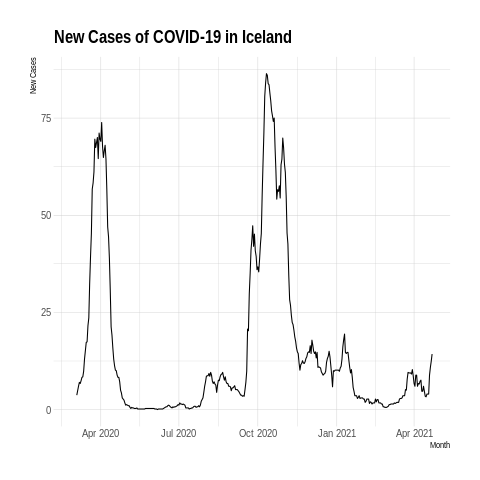 New Cases of COVID-19 in Iceland
New Cases
75
50
25
0
Apr 2020
Jul 2020
Oct 2020
Jan 2021
Apr 2021
Month